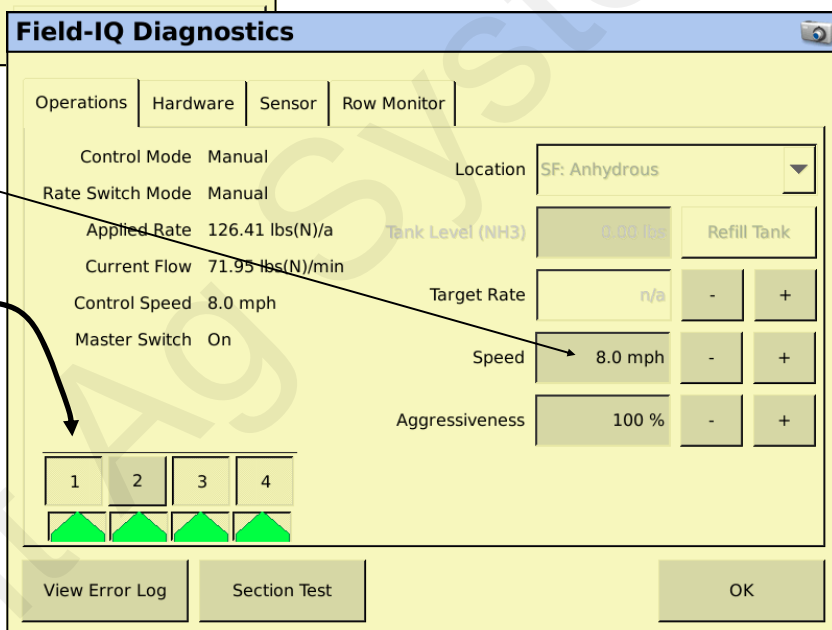 Field-IQ Diagnostics
Operations Hardware Sensor Row Monitor
Control Mode Manual
Rate Switch Mode Manual
Applied Rate 126.41 lbs(N)/a
Current Flow 71.95 lbs(N)/min
Control Speed 8.0 mph
Master Switch On
Location SF: Anhydrous
Tank Level (NH3) 0.00 lbs Refill Tank
Target Rate n/a - +
Speed 8.0 mph - +
Aggressiveness 100 % - +
1 2 3 4
View Error Log Section Test OK
t Ag Syste